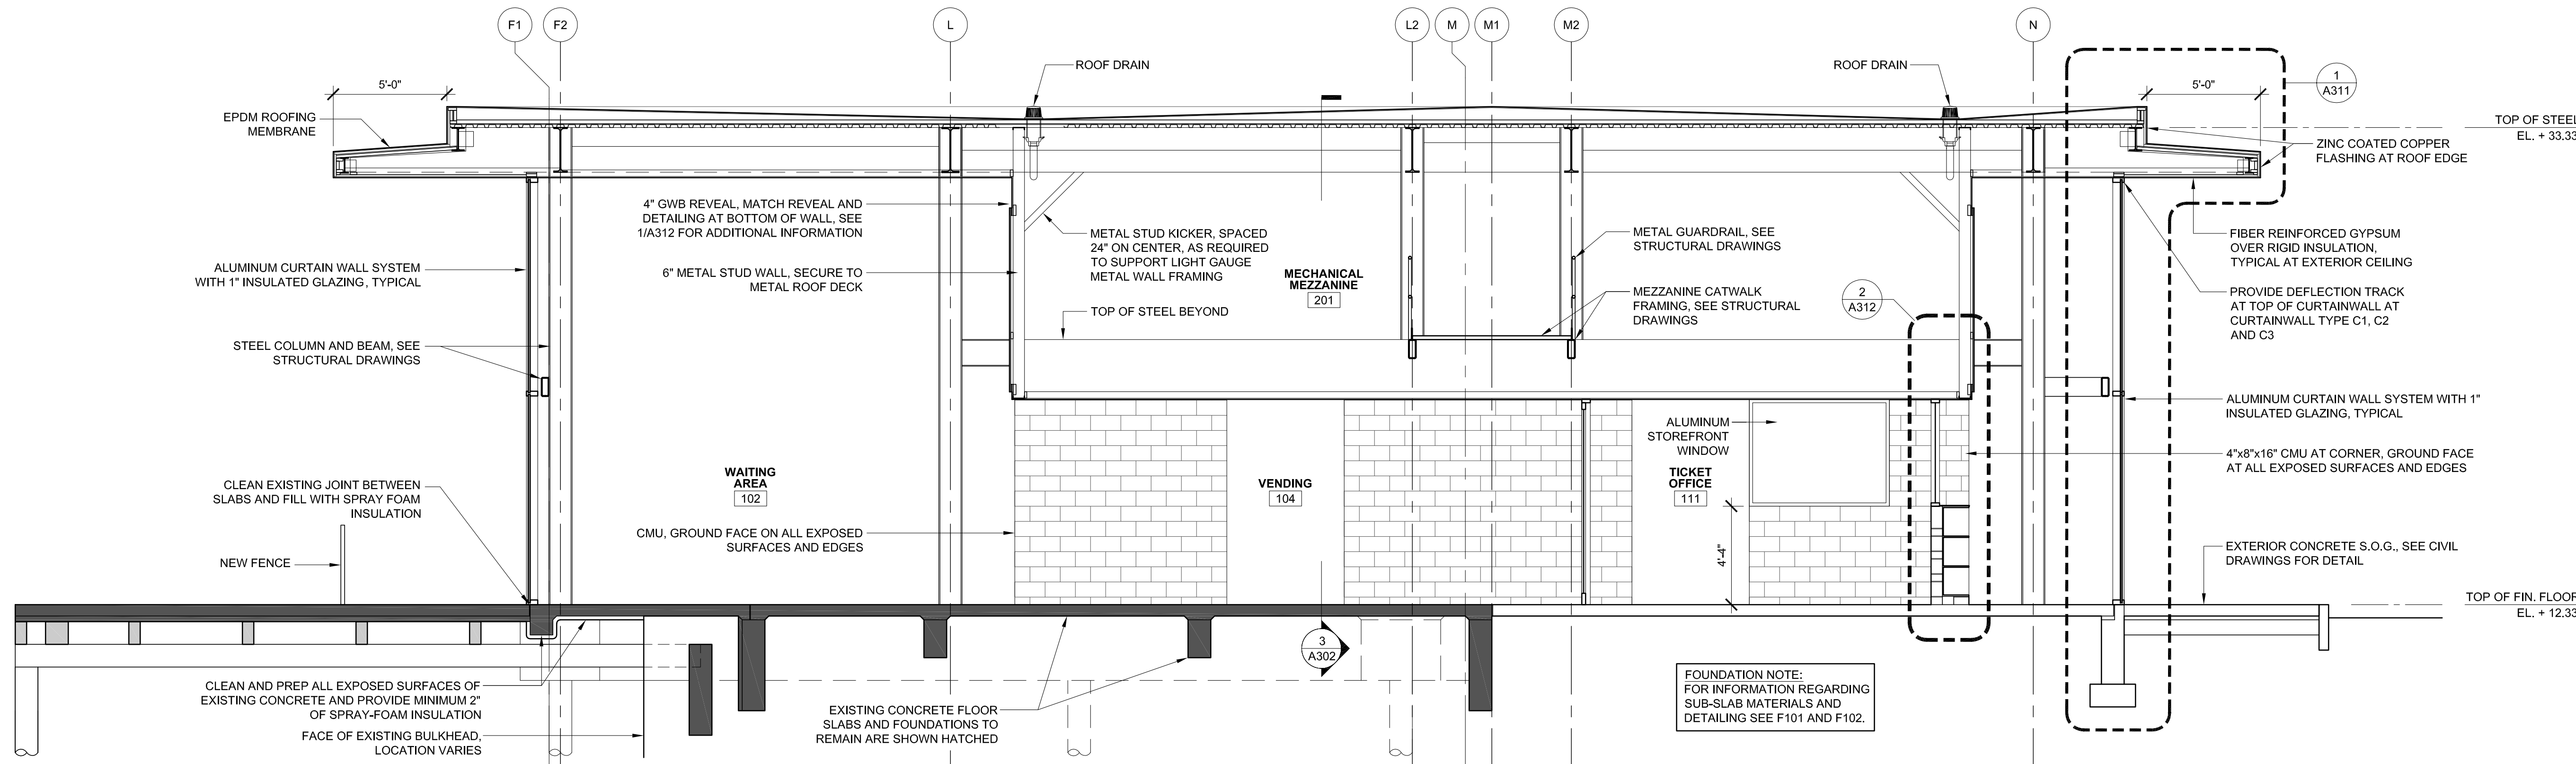 F1
F2
L
L2
M
M1
M2
N
5'-0"
EPDM ROOFING
MEMBRANE
ROOF DRAIN
ROOF DRAIN
5'-0"
1
A311
TOP OF STEEL
EL. + 33.33
ZINC COATED COPPER
FLASHING AT ROOF EDGE
4" GWB REVEAL, MATCH REVEAL AND
DETAILING AT BOTTOM OF WALL, SEE
1/A312 FOR ADDITIONAL INFORMATION
METAL STUD KICKER, SPACED
24" ON CENTER, AS REQUIRED
TO SUPPORT LIGHT GAUGE
METAL WALL FRAMING
METAL GUARDRAIL, SEE
STRUCTURAL DRAWINGS
FIBER REINFORCED GYPSUM
OVER RIGID INSULATION,
TYPICAL AT EXTERIOR CEILING
ALUMINUM CURTAIN WALL SYSTEM
WITH 1" INSULATED GLAZING, TYPICAL
6" METAL STUD WALL, SECURE TO
METAL ROOF DECK
MECHANICAL
MEZZANINE
201
MEZZANINE CATWALK
FRAMING, SEE STRUCTURAL
DRAWINGS
2
A312
PROVIDE DEFLECTION TRACK
AT TOP OF CURTAINWALL AT
CURTAINWALL TYPE C1, C2
AND C3
TOP OF STEEL BEYOND
STEEL COLUMN AND BEAM, SEE
STRUCTURAL DRAWINGS
ALUMINUM CURTAIN WALL SYSTEM WITH 1"
INSULATED GLAZING, TYPICAL
ALUMINUM
STOREFRONT
WINDOW
4"x8"x16" CMU AT CORNER, GROUND FACE
AT ALL EXPOSED SURFACES AND EDGES
WAITING
AREA
102
VENDING
104
TICKET
OFFICE
111
CLEAN EXISTING JOINT BETWEEN
SLABS AND FILL WITH SPRAY FOAM
INSULATION
CMU, GROUND FACE ON ALL EXPOSED
SURFACES AND EDGES
4'-4"
NEW FENCE
EXTERIOR CONCRETE S.O.G., SEE CIVIL
DRAWINGS FOR DETAIL
TOP OF FIN. FLOOR
EL. + 12.33
3
A302
CLEAN AND PREP ALL EXPOSED SURFACES OF
EXISTING CONCRETE AND PROVIDE MINIMUM 2"
OF SPRAY-FOAM INSULATION
FACE OF EXISTING BULKHEAD,
LOCATION VARIES
EXISTING CONCRETE FLOOR
SLABS AND FOUNDATIONS TO
REMAIN ARE SHOWN HATCHED
FOUNDATION NOTE:
FOR INFORMATION REGARDING
SUB-SLAB MATERIALS AND
DETAILING SEE F101 AND F102.